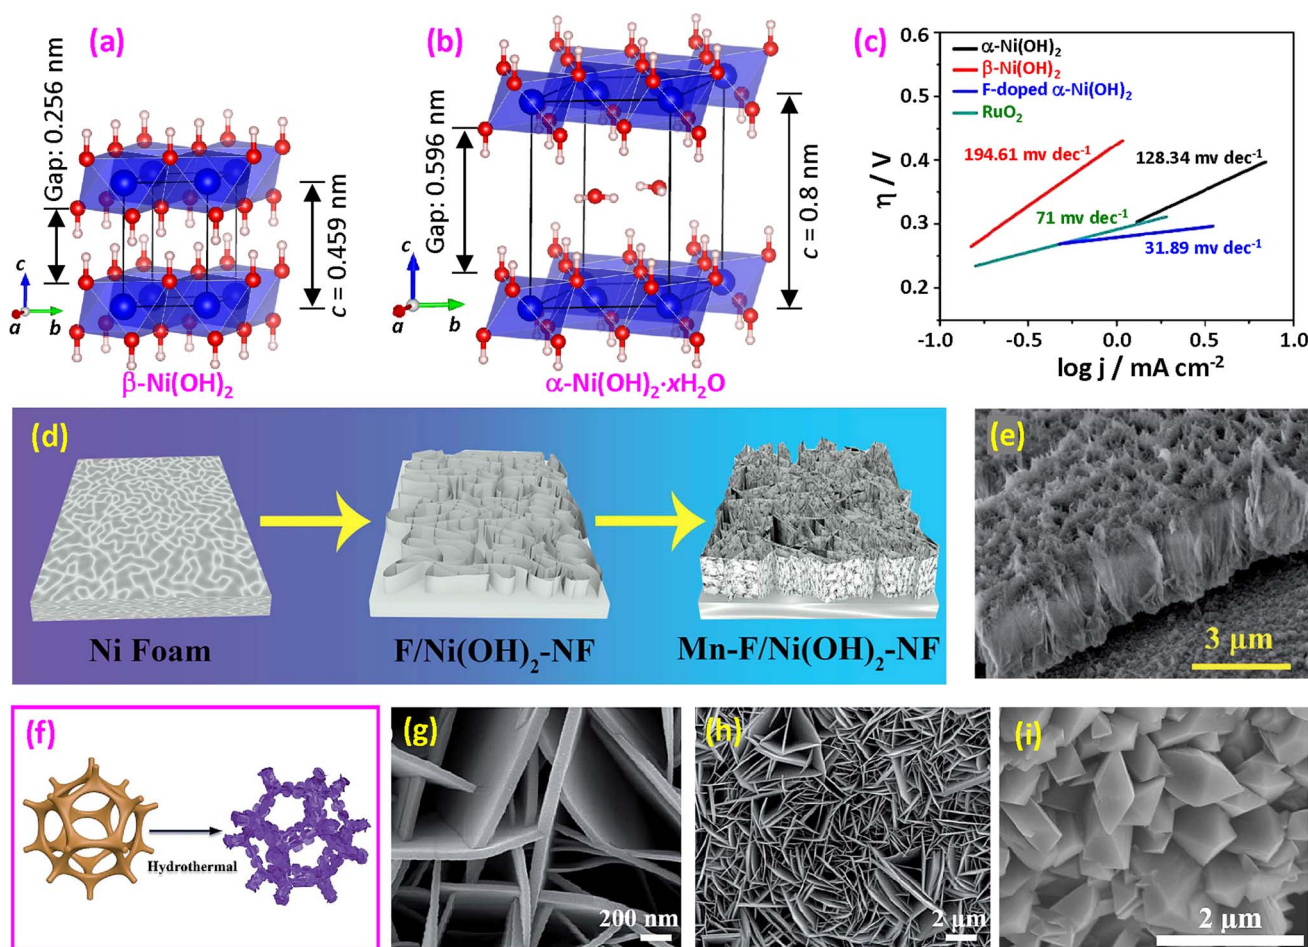 (a)
Gap: 0.256 nm
c = 0.459 nm
c
a
b
β-Ni(OH)₂
(b)
Gap: 0.596 nm
c = 0.8 nm
c
a
b
α-Ni(OH)₂·xH₂O
(c)
0.6
0.5
0.4
0.3
0.2
η / V
α-Ni(OH)₂
β-Ni(OH)₂
F-doped α-Ni(OH)₂
RuO₂
194.61 mv dec⁻¹
128.34 mv dec⁻¹
71 mv dec⁻¹
31.89 mv dec⁻¹
-1.0
-0.5
0.0
0.5
1.0
log j / mA cm⁻²
(d)
Ni Foam
F/Ni(OH)₂-NF
Mn-F/Ni(OH)₂-NF
(e)
3 μm
(f)
Hydrothermal
(g)
200 nm
(h)
2 μm
(i)
2 μm